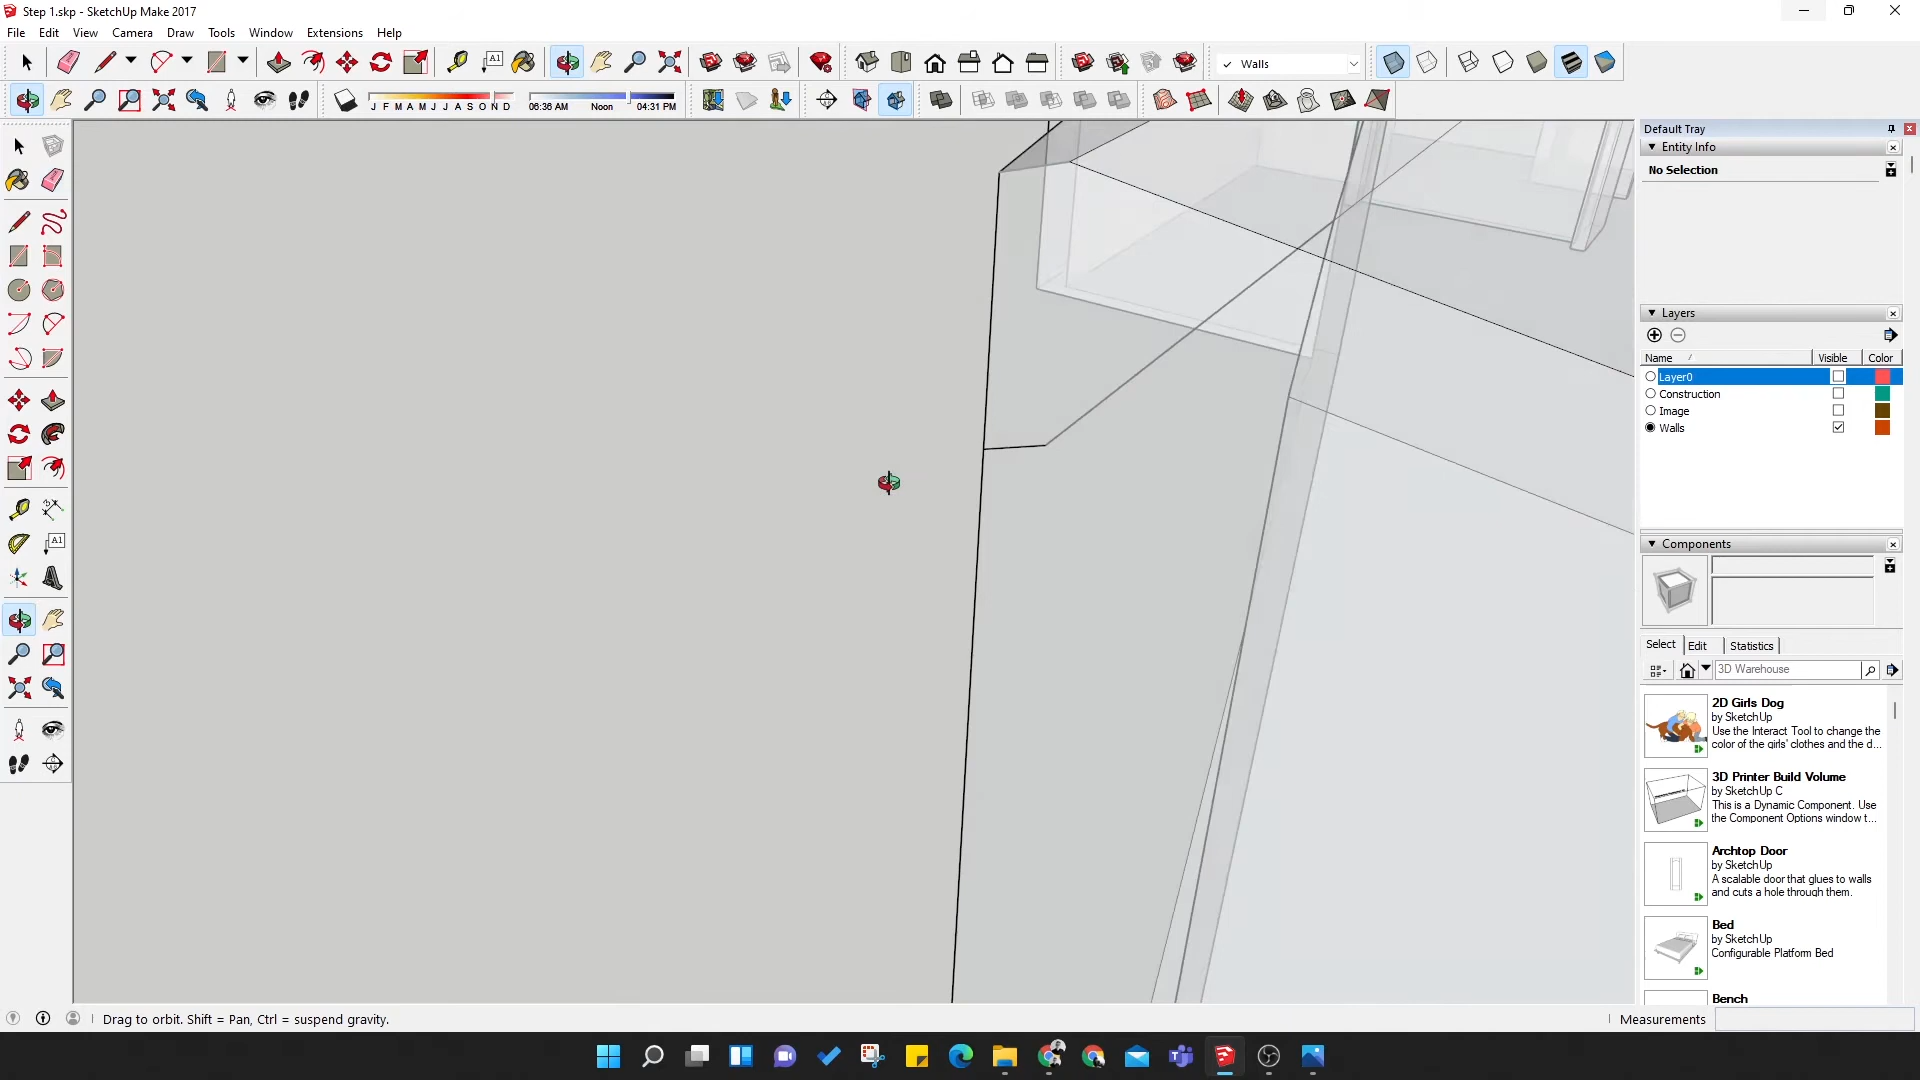 Step 1.skp - SketchUp Make 2017
File Edit View Camera Draw Tools Window Extensions Help
A1
Walls
J F M A M J J A S O N D 06:36 AM Noon 04:31 PM
Default Tray
Entity Info
No Selection
Layers
Name Visible Color
Layer0
Construction
Image
Walls
A1
Components
Select Edit Statistics
3D Warehouse
2D Girls Dog
by SketchUp
Use the Interact Tool to change the
color of the girls' clothes and the d...
3D Printer Build Volume
by SketchUp C
This is a Dynamic Component. Use
the Component Options window t...
Archtop Door
by SketchUp
A scalable door that glues to walls
and cuts a hole through them.
Bed
by SketchUp
Configurable Platform Bed
Bench
Drag to orbit. Shift = Pan, Ctrl = suspend gravity.
Measurements